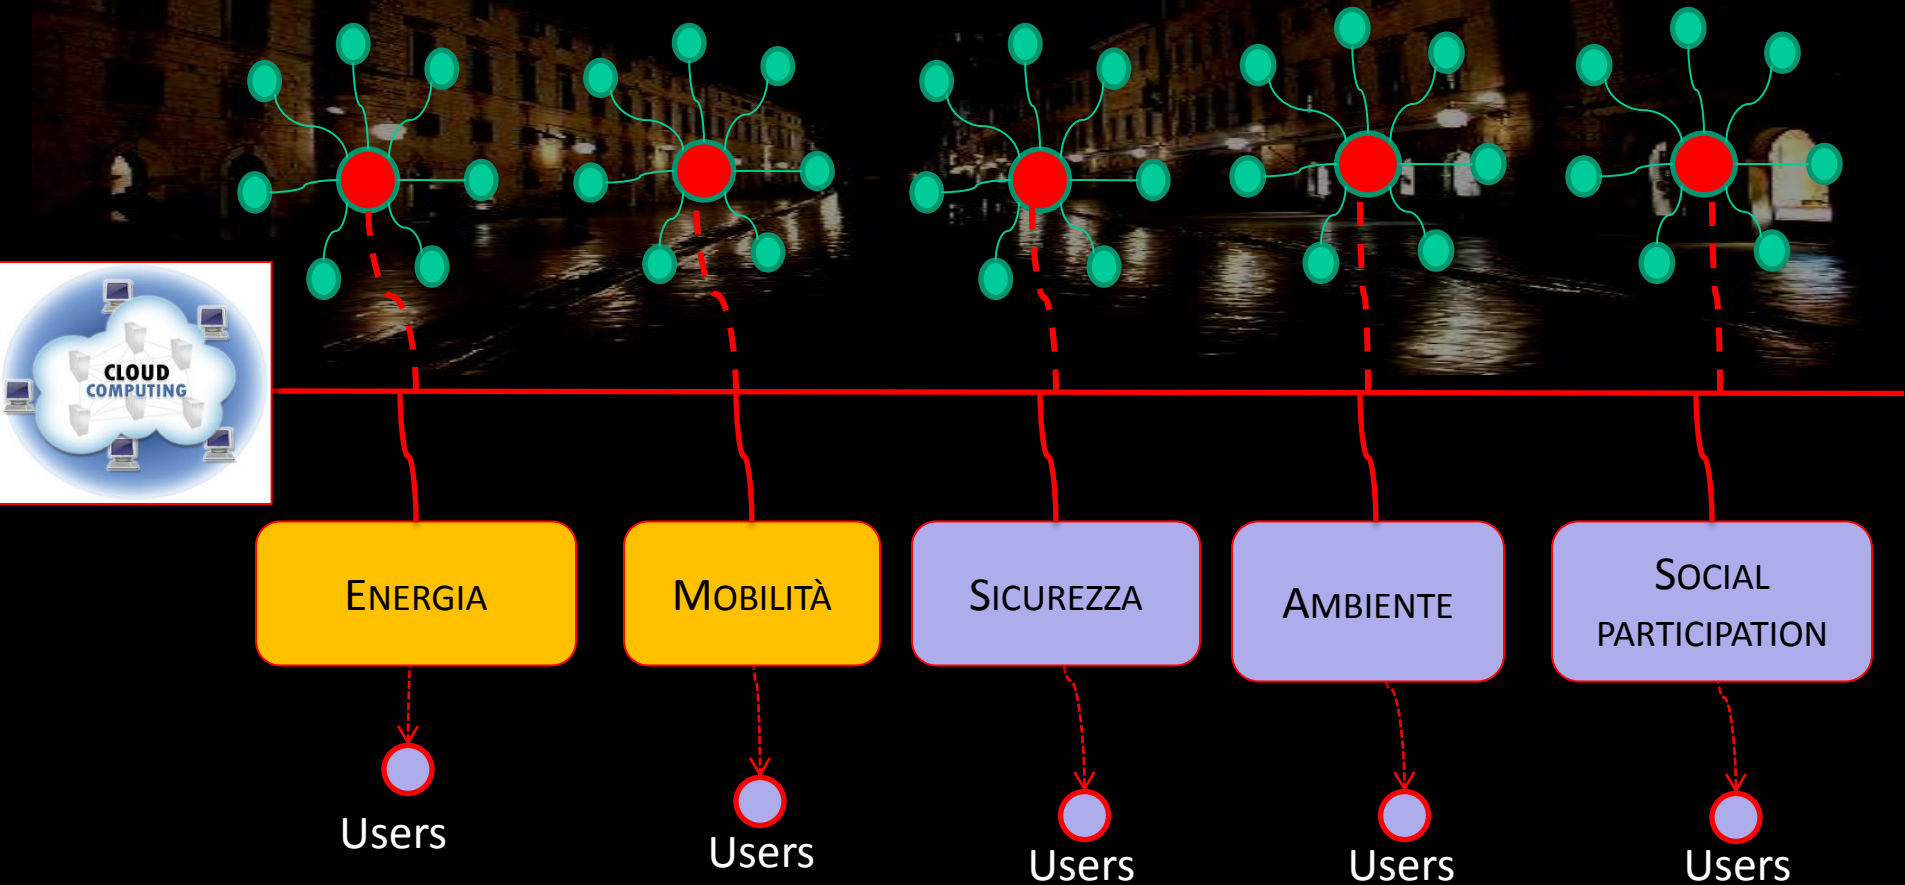 CLOUD
COMPUTING
ENERGIA
MOBILITÀ
SICUREZZA
AMBIENTE
SOCIAL
PARTICIPATION
Users
Users
Users
Users
Users